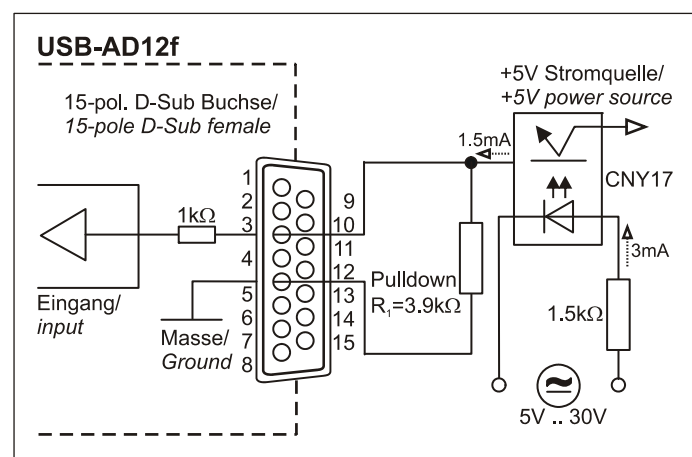 USB-AD12f
15-pol. D-Sub Buchse/
15-pole D-Sub female
+5V Stromquelle/
+5V power source
1.5mA
CNY17
3mA
1.5kΩ
5V .. 30V
1
2
3
4
5
6
7
8
9
10
11
12
13
14
15
1kΩ
Eingang/
input
Masse/
Ground
Pulldown
R₁=3.9kΩ